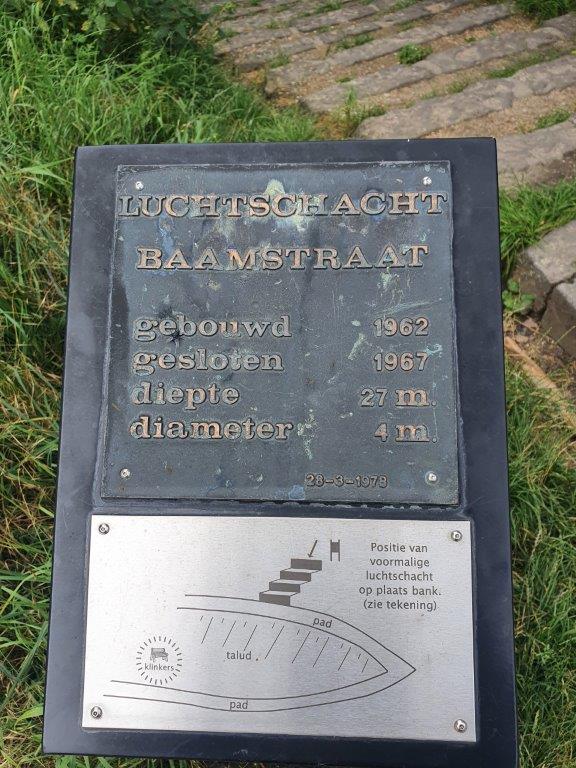 LUCHTSCHACHT
BAAMSTRAAT
gebouwd 1962
gesloten 1967
diepte 27 m.
diameter 4 m.
28-3-1978
Positie van
voormalige
luchtschacht
op plaats bank.
(zie tekening)
pad
talud
klinkers
pad